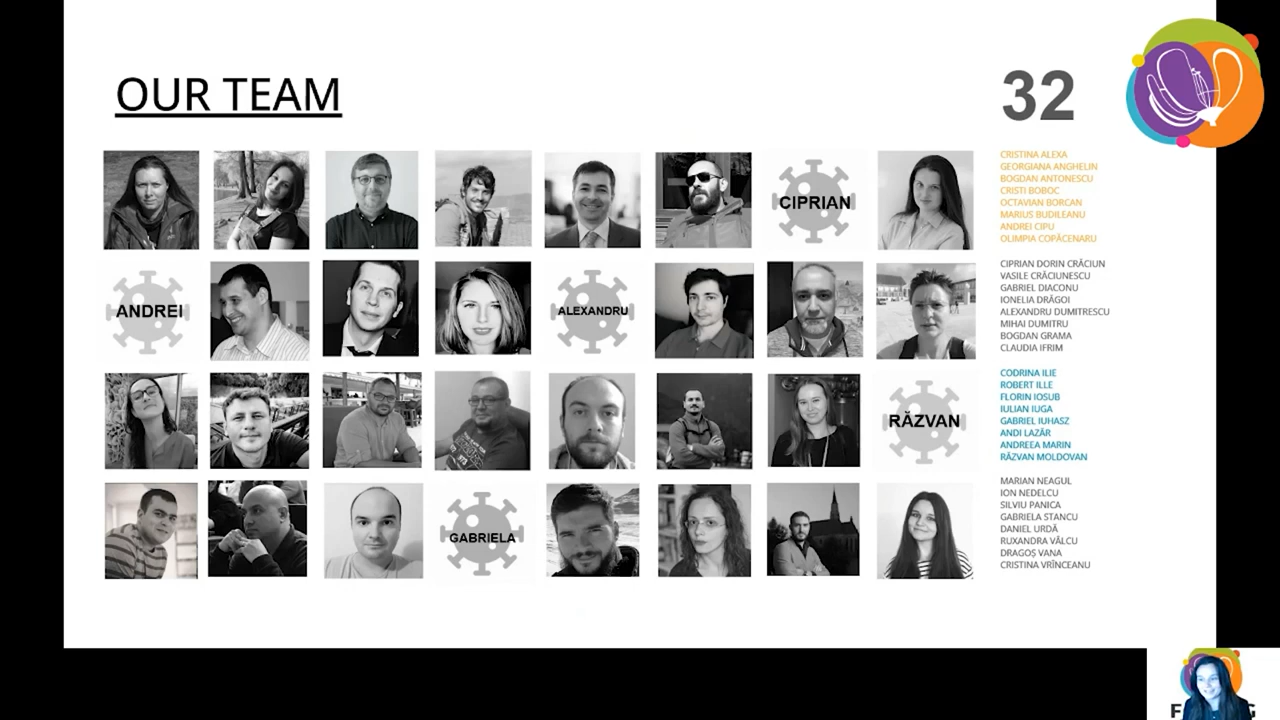 OUR TEAM
32
CIPRIAN
ANDREI
ALEXANDRU
RĂZVAN
GABRIELA
CRISTINA ALEXA
GEORGIANA ANGHELIN
BOGDAN ANTONESCU
CRISTI BOBOC
OCTAVIAN BORCAN
MARIUS BUDILEANU
ANDREI CIPU
OLIMPIA COPĂCENARU
CIPRIAN DORIN CRĂCIUN
VASILE CRĂCIUNESCU
GABRIEL DIACONU
IONELIA DRĂGOI
ALEXANDRU DUMITRESCU
MIHAI DUMITRU
BOGDAN GRAMA
CLAUDIA IFRIM
CODRINA ILIE
ROBERT ILLE
FLORIN IOSUB
IULIAN IUGA
GABRIEL IUHASZ
ANDI LAZĂR
ANDREEA MARIN
RĂZVAN MOLDOVAN
MARIAN NEAGUL
ION NEDELCU
SILVIU PANICA
GABRIELA STANCU
DANIEL URDĂ
RUXANDRA VÂLCU
DRAGOȘ VANA
CRISTINA VRÎNCEANU